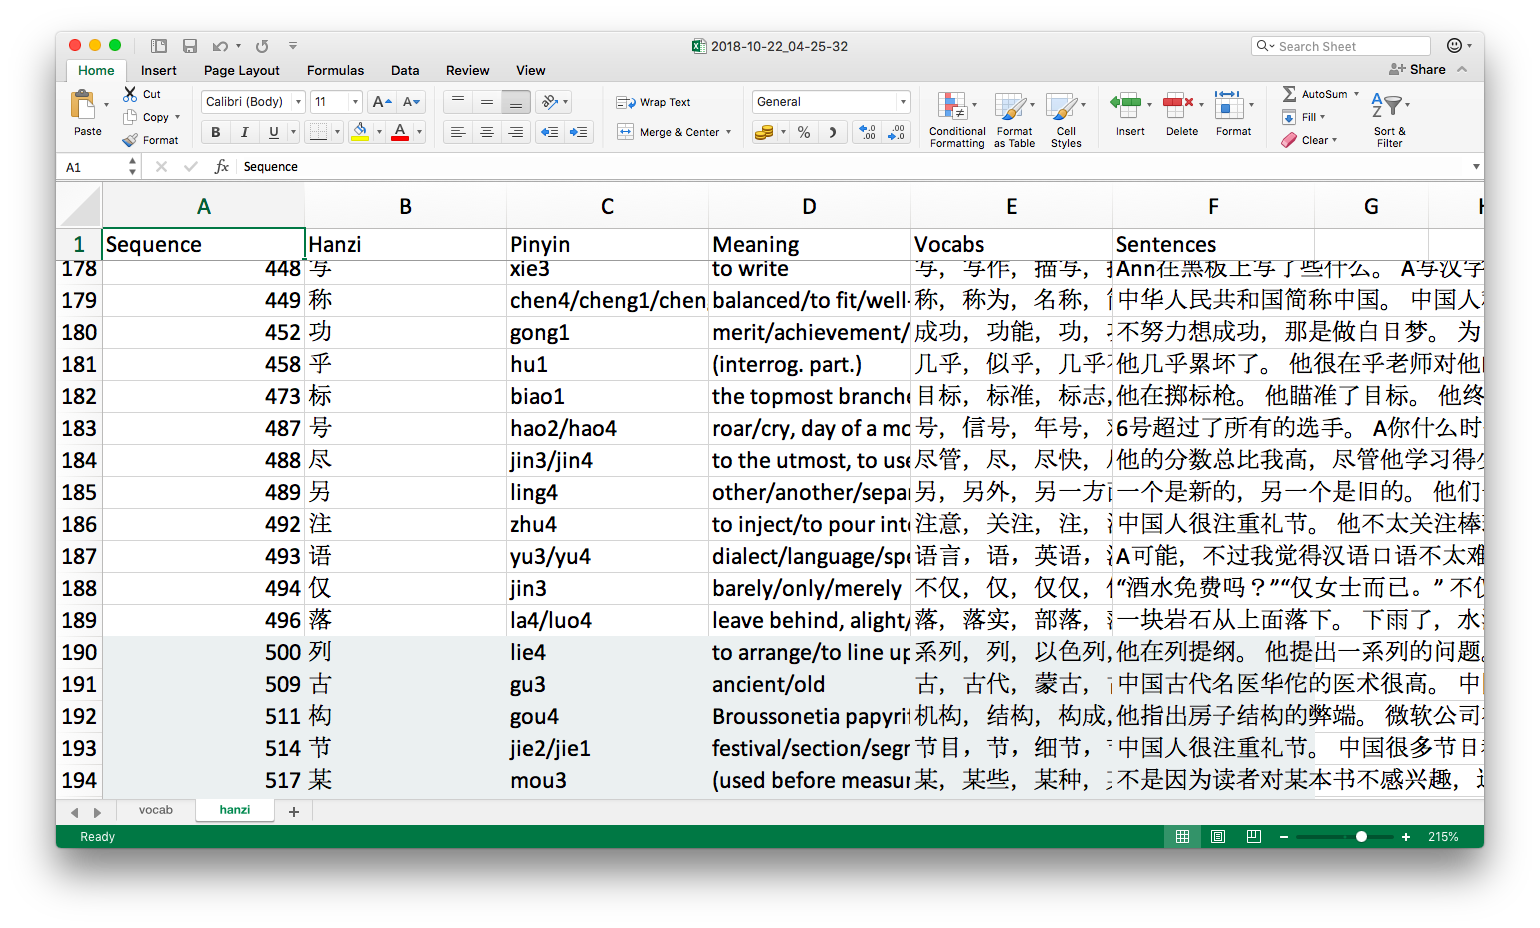 2018-10-22_04-25-32
Search Sheet
Home Insert Page Layout Formulas Data Review View Share
Paste Cut Copy Format
Calibri (Body) 11 A A
B I U A
Wrap Text
Merge & Center
General
% .0 .00 .00 .0
Conditional Formatting
Format as Table
Cell Styles
Insert Delete Format
AutoSum
Fill
Clear
Sort & Filter
A1 fx Sequence
A B C D E F G
1 Sequence Hanzi Pinyin Meaning Vocabs Sentences
178 448 写 xie3 to write 写，写作，描写， Ann在黑板上写了些什么。 A写汉字
179 449 称 chen4/cheng1/chen balanced/to fit/well- 称，称为，名称， 中华人民共和国简称中国。 中国人
180 452 功 gong1 merit/achievement/ 成功，功能，功， 不努力想成功，那是做白日梦。 为
181 458 乎 hu1 (interrog. part.) 几乎，似乎，几乎 他几乎累坏了。 他很在乎老师对他
182 473 标 biao1 the topmost branche 目标，标准，标志， 他在掷标枪。 他瞄准了目标。 他终
183 487 号 hao2/hao4 roar/cry, day of a mo 号，信号，年号， 6号超过了所有的选手。 A你什么时
184 488 尽 jin3/jin4 to the utmost, to use 尽管，尽，尽快， 他的分数总比我高，尽管他学习得
185 489 另 ling4 other/another/separ 另，另外，另一方 一个是新的，另一个是旧的。 他们
186 492 注 zhu4 to inject/to pour into 注意，关注，注， 中国人很注重礼节。 他不太关注棒
187 493 语 yu3/yu4 dialect/language/spe 语言，语，英语， A可能，不过我觉得汉语口语不太难
188 494 仅 jin3 barely/only/merely 不仅，仅，仅仅， “酒水免费吗？”“仅女士而已。” 不仅
189 496 落 la4/luo4 leave behind, alight/ 落，落实，部落， 一块岩石从上面落下。 下雨了，水
190 500 列 lie4 to arrange/to line up 系列，列，以色列， 他在列提纲。 他提出一系列的问题。
191 509 古 gu3 ancient/old 古，古代，蒙古， 中国古代名医华佗的医术很高。 中
192 511 构 gou4 Broussonetia papyrif 机构，结构，构成， 他指出房子结构的弊端。 微软公司
193 514 节 jie2/jie1 festival/section/segr 节目，节，细节， 中国人很注重礼节。 中国很多节日
194 517 某 mou3 (used before measur 某，某些，某种， 不是因为读者对某本书不感兴趣，
vocab hanzi +
Ready 215%